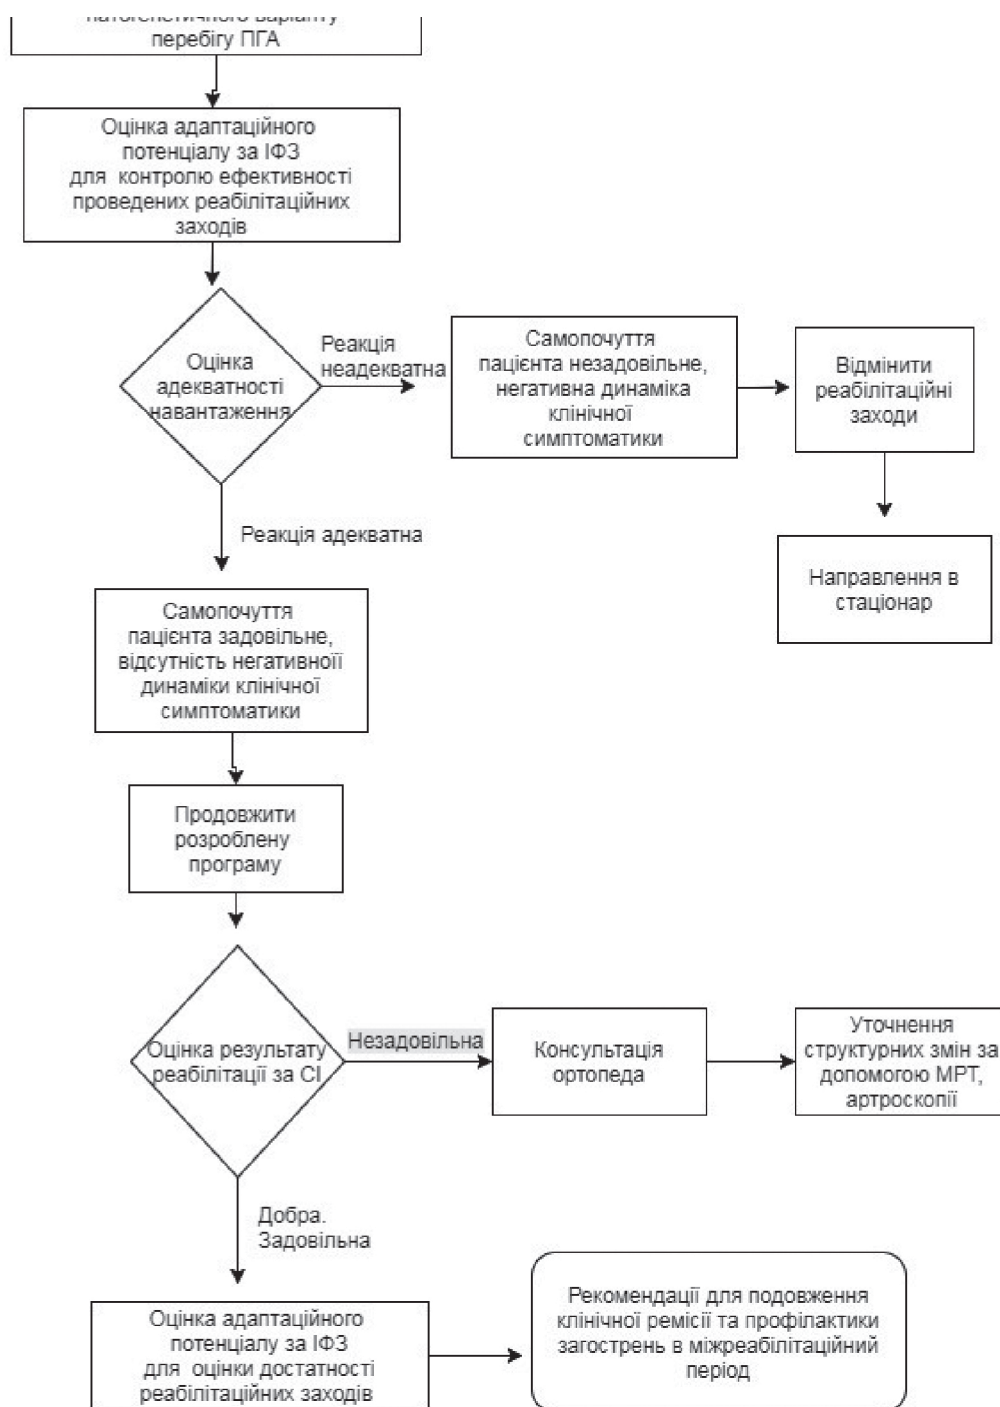 патогенетичного варіанту
перебігу ПГА
Оцінка адаптаційного
потенціалу за ІФЗ
для контролю ефективності
проведених реабілітаційних
заходів
Оцінка
адекватності
навантаження
Реакція
неадекватна
Самопочуття
пацієнта незадовільне,
негативна динаміка
клінічної
симптоматики
Відмінити
реабілітаційні
заходи
Направлення в
стаціонар
Реакція адекватна
Самопочуття
пацієнта задовільне,
відсутність негативноїї
динаміки клінічної
симптоматики
Продовжити
розроблену
програму
Оцінка результату
реабілітації за СІ
Незадовільна
Консультація
ортопеда
Уточнення
структурних змін за
допомогою МРТ,
артроскопії
Добра.
Задовільна
Оцінка адаптаційного
потенціалу за ІФЗ
для оцінки достатності
реабілітаційних заходів
Рекомендації для подовження
клінічної ремісії та профілактики
загострень в міжреабілітаційний
період